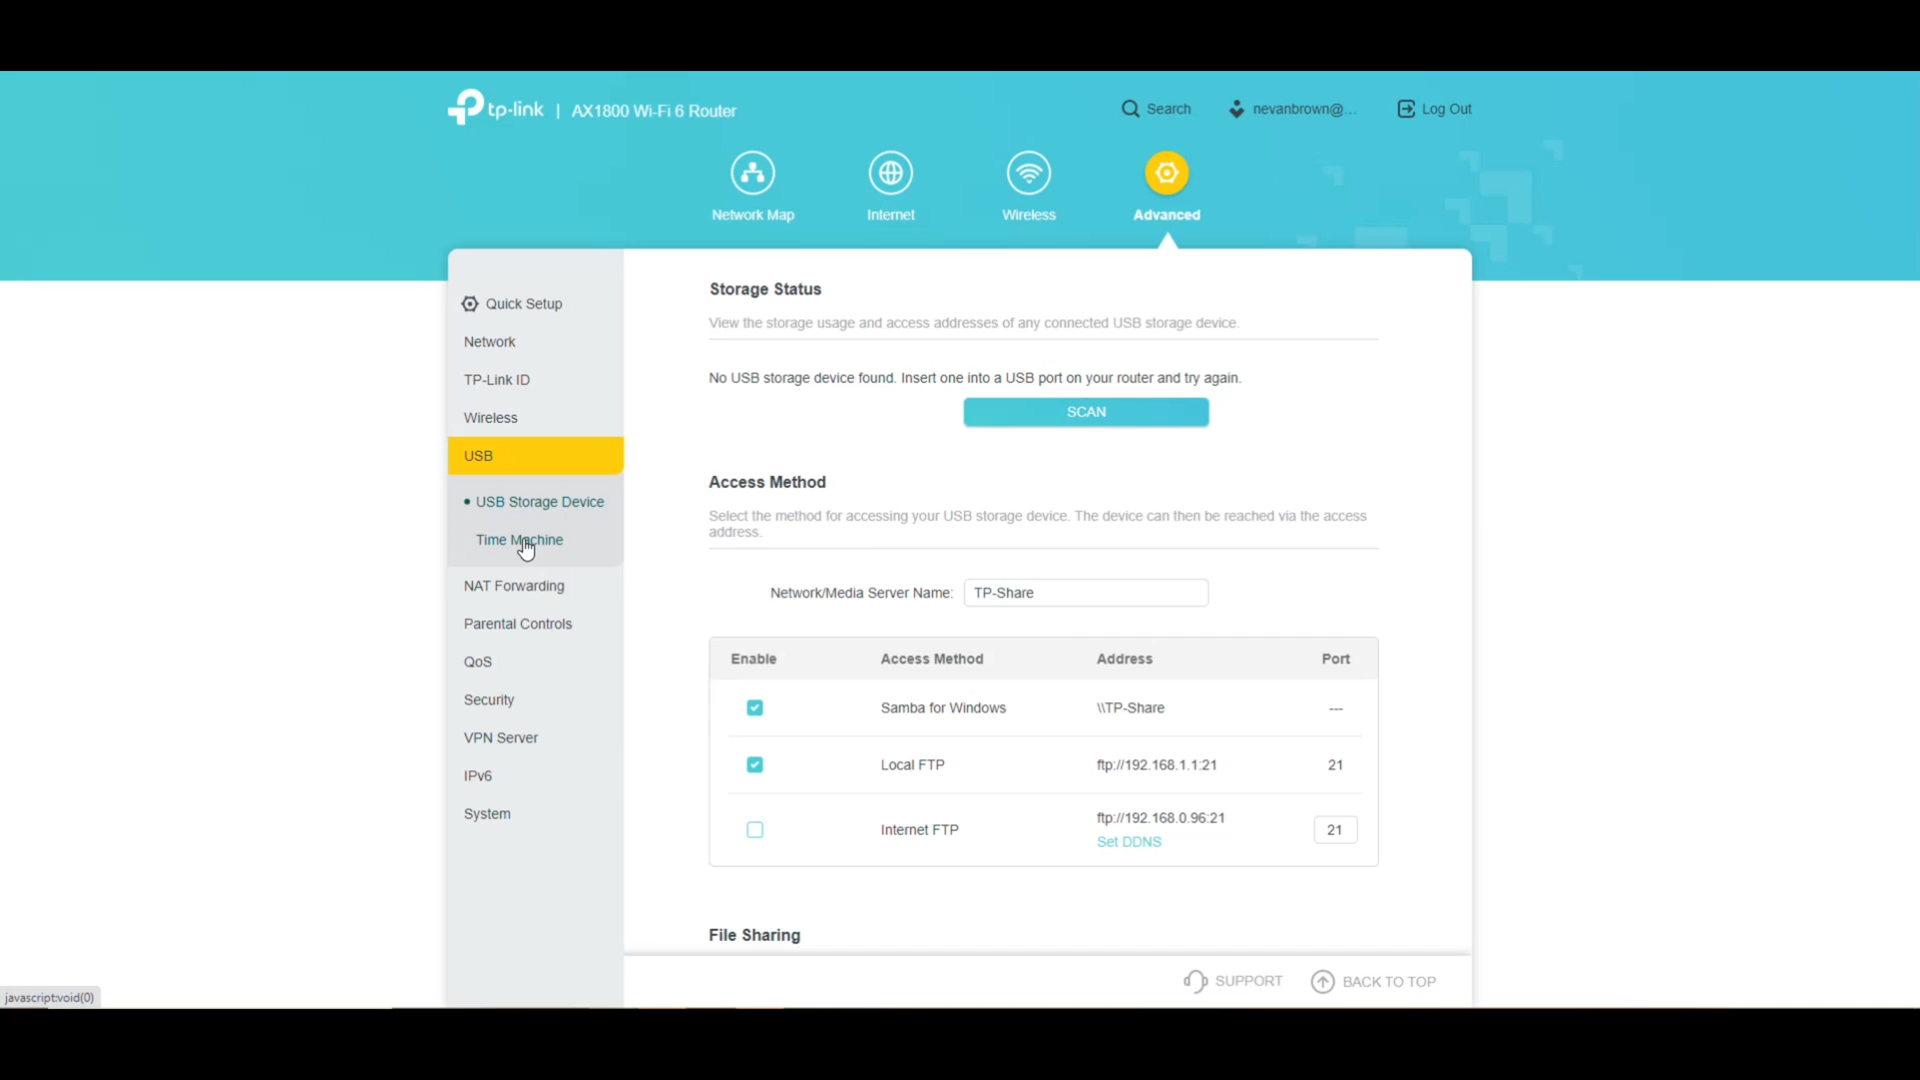 tp-link | AX1800 Wi-Fi 6 Router
Search
nevanbrown@...
Log Out
Network Map
Internet
Wireless
Advanced
Quick Setup
Network
TP-Link ID
Wireless
USB
USB Storage Device
Time Machine
NAT Forwarding
Parental Controls
QoS
Security
VPN Server
IPv6
System
Storage Status
View the storage usage and access addresses of any connected USB storage device.
No USB storage device found. Insert one into a USB port on your router and try again.
SCAN
Access Method
Select the method for accessing your USB storage device. The device can then be reached via the access
address.
Network/Media Server Name: TP-Share
Enable Access Method Address Port
Samba for Windows \\TP-Share ---
Local FTP ftp://192.168.1.1:21 21
Internet FTP ftp://192.168.0.96:21 21
Set DDNS
File Sharing
SUPPORT
BACK TO TOP
javascript:void(0)